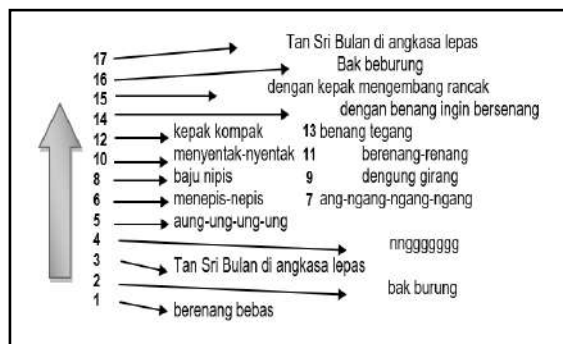 17 Tan Sri Bulan di angkasa lepas
16 Bak beburung
15 dengan kepak mengembang rancak
14 dengan benang ingin bersenang
12 kepak kompak 13 benang tegang
10 menyentak-nyentak 11 berenang-renang
8 baju nipis 9 dengung girang
6 menepis-nepis 7 ang-ngang-ngang-ngang
5 aung-ung-ung-ung
4 nnggggggg
3 Tan Sri Bulan di angkasa lepas
2 bak burung
1 berenang bebas